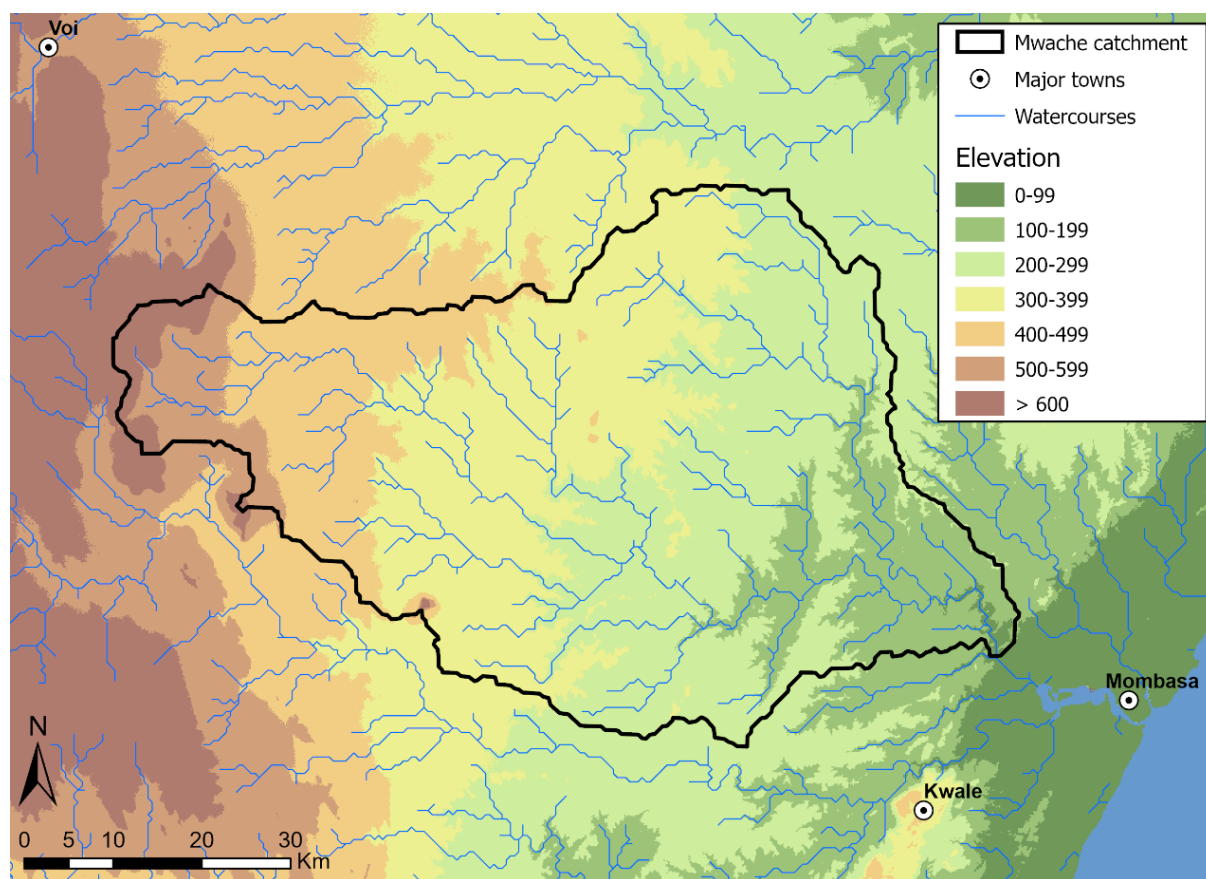 Voi
Mwache catchment
Major towns
Watercourses
Elevation
0-99
100-199
200-299
300-399
400-499
500-599
> 600
Mombasa
Kwale
N
0 5 10 20 30
Km